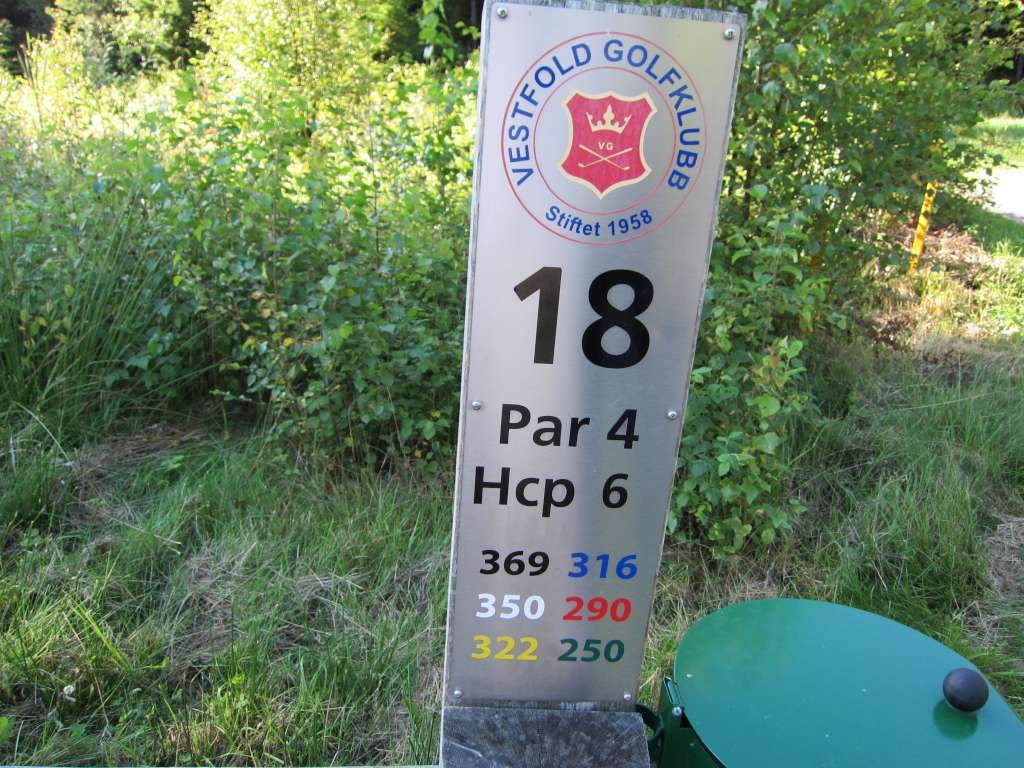 VESTFOLD GOLFKLUBB
VG
Stiftet 1958
18
Par 4
Hcp 6
369 316
350 290
322 250